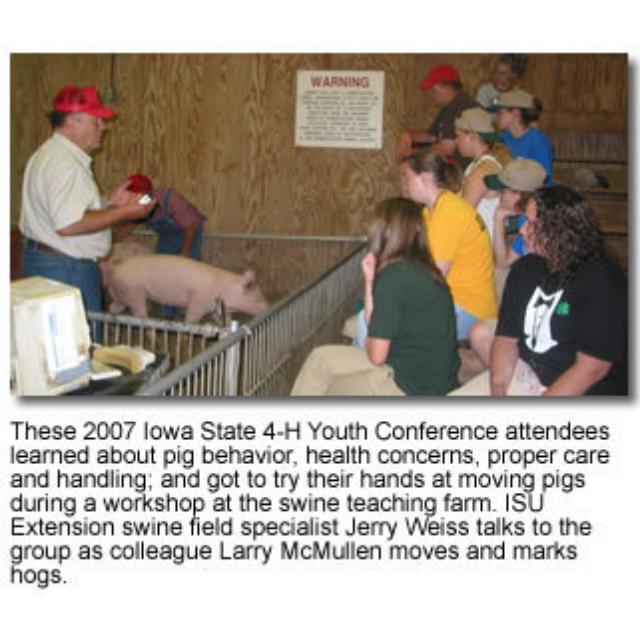 WARNING
These 2007 Iowa State 4-H Youth Conference attendees
learned about pig behavior, health concerns, proper care
and handling; and got to try their hands at moving pigs
during a workshop at the swine teaching farm. ISU
Extension swine field specialist Jerry Weiss talks to the
group as colleague Larry McMullen moves and marks
hogs.